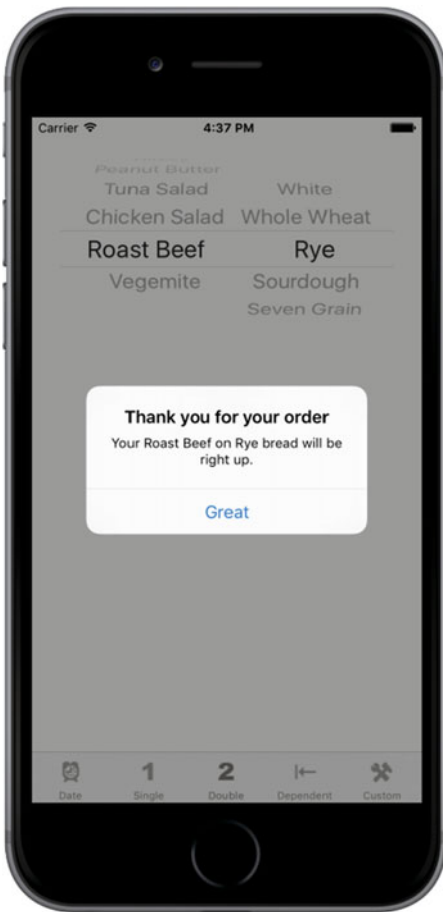 Carrier 4:37 PM
Peanut Butter
Tuna Salad White
Chicken Salad Whole Wheat
Roast Beef Rye
Vegemite Sourdough
Seven Grain
Thank you for your order
Your Roast Beef on Rye bread will be
right up.
Great
1 2
Date Single Double Dependent Custom